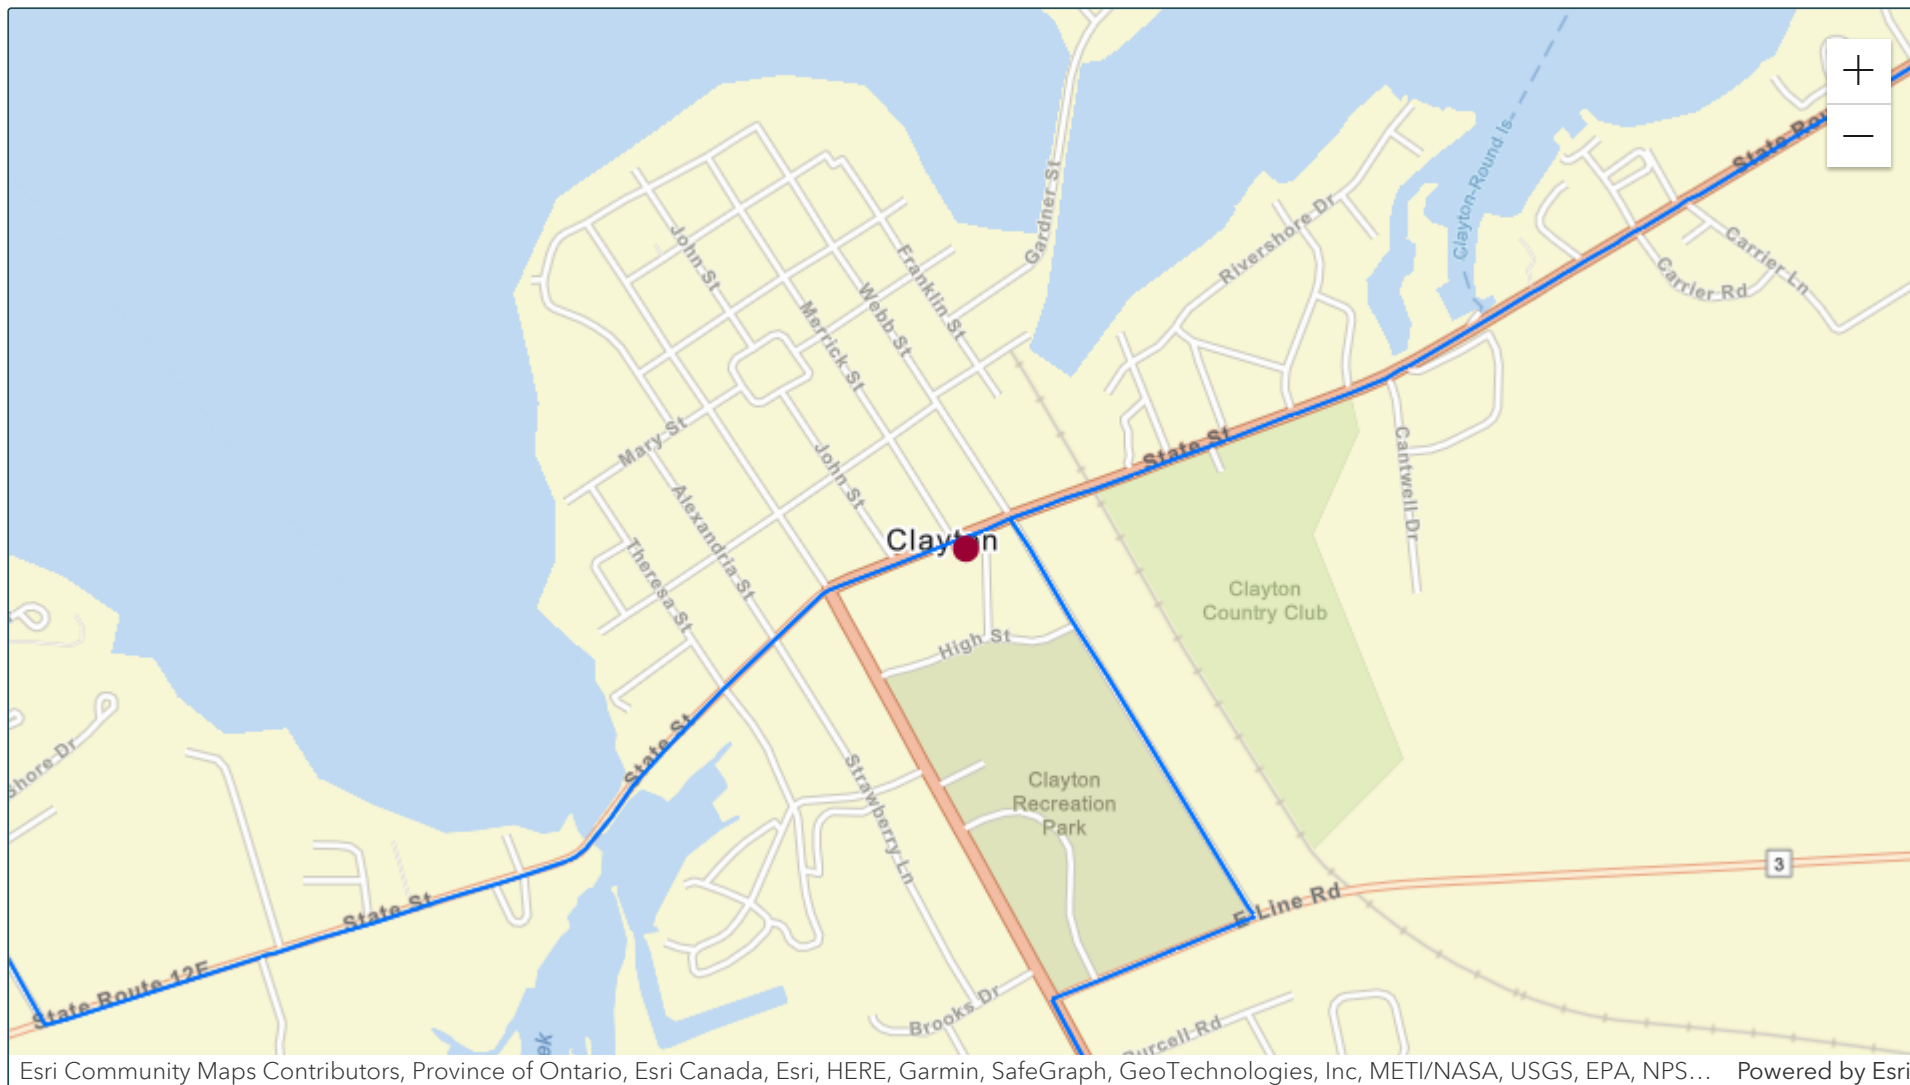 +
−
State Rou
Clayton-Round Is
Gardner St
Rivershore Dr
Carrier Ln
Carrier Rd
John St
Franklin St
Webb St
Merrick St
Mary St
State St
Cantwell Dr
John St
Alexandria St
Theresa St
Clayton
Clayton
Country Club
High St
State St
shore Dr
Strawberry Ln
Clayton
Recreation
Park
3
E Line Rd
State St
State Route 12E
Brooks Dr
Purcell Rd
ek
Esri Community Maps Contributors, Province of Ontario, Esri Canada, Esri, HERE, Garmin, SafeGraph, GeoTechnologies, Inc, METI/NASA, USGS, EPA, NPS... Powered by Esri